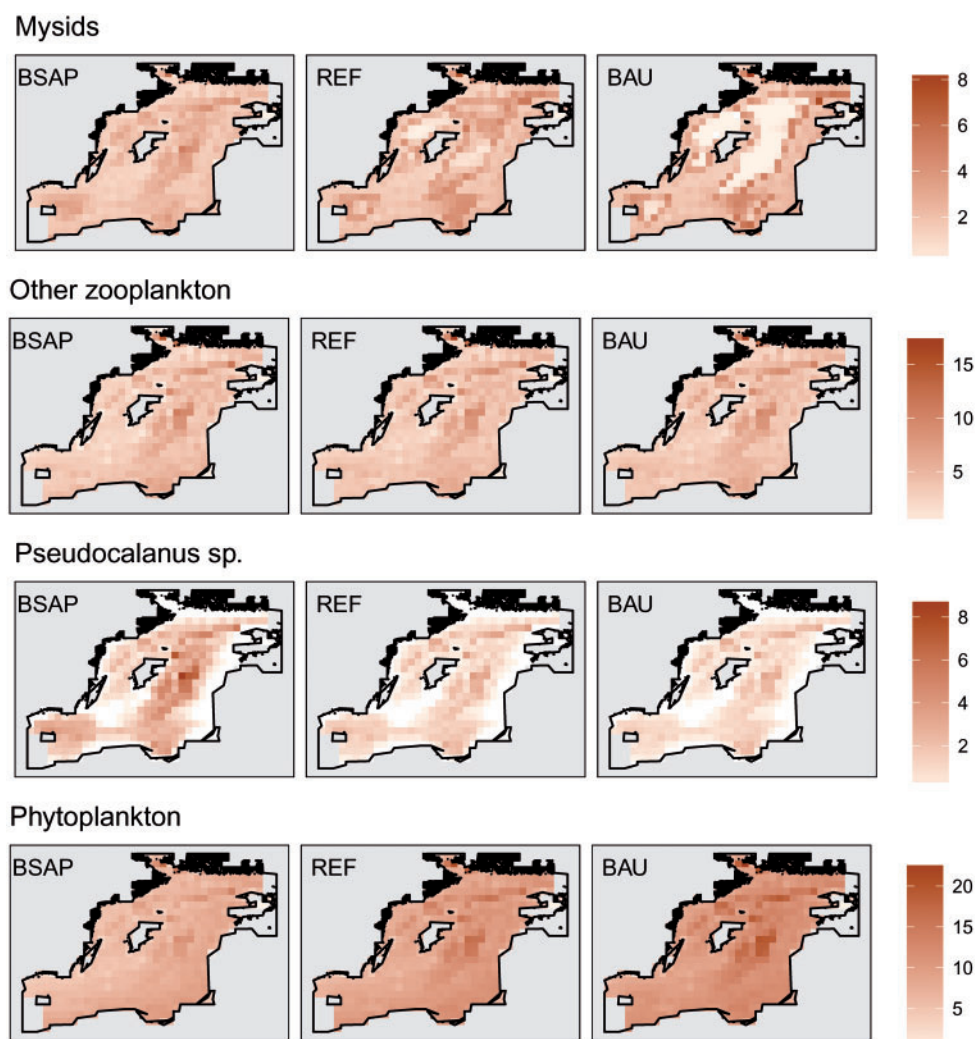 Mysids
BSAP REF BAU
8
6
4
2
Other zooplankton
BSAP REF BAU
15
10
5
Pseudocalanus sp.
BSAP REF BAU
8
6
4
2
Phytoplankton
BSAP REF BAU
20
15
10
5